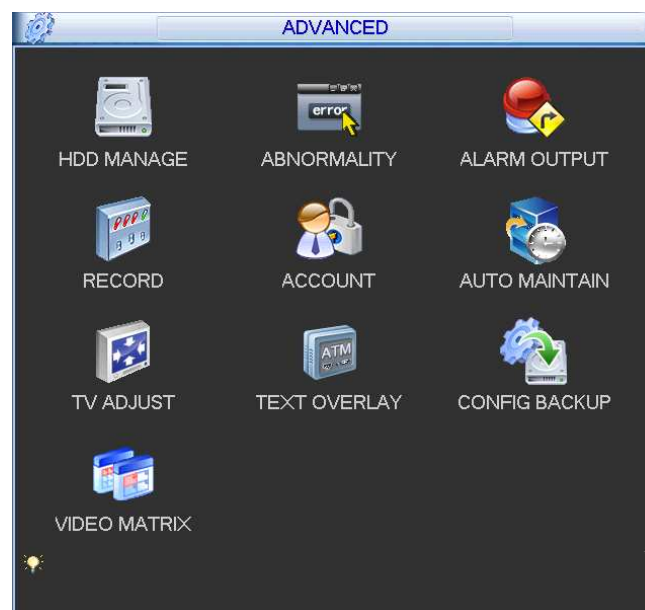 ADVANCED
error
HDD MANAGE ABNORMALITY ALARM OUTPUT
RECORD ACCOUNT AUTO MAINTAIN
ATM
TV ADJUST TEXT OVERLAY CONFIG BACKUP
VIDEO MATRIX